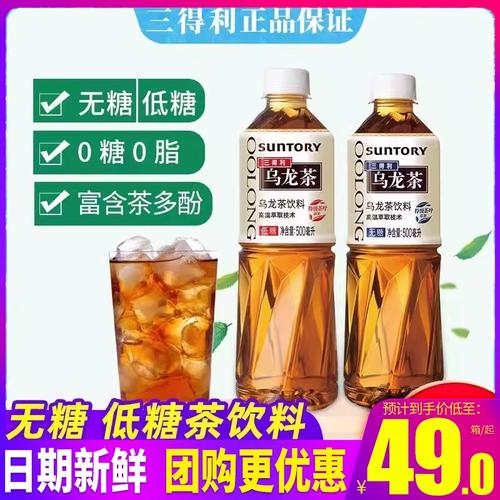 三得利正品保证
无糖 低糖
0糖0脂
富含茶多酚
OOLONG
SUNTORY
三得利
乌龙茶
乌龙茶饮料
高温萃取技术
低糖 净含量:500毫升
OOLONG
SUNTORY
三得利
乌龙茶
乌龙茶饮料
高温萃取技术
无糖 净含量:500毫升
无糖 低糖茶饮料
日期新鲜 团购更优惠
预计到手价低至:
¥49.0
箱/起